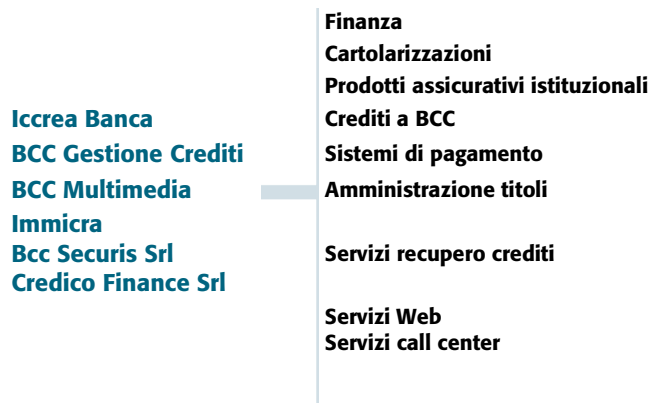 Iccrea Banca
BCC Gestione Crediti
BCC Multimedia
Immicra
Bcc Securis Srl
Credico Finance Srl
Finanza
Cartolarizzazioni
Prodotti assicurativi istituzionali
Crediti a BCC
Sistemi di pagamento
Amministrazione titoli
Servizi recupero crediti
Servizi Web
Servizi call center